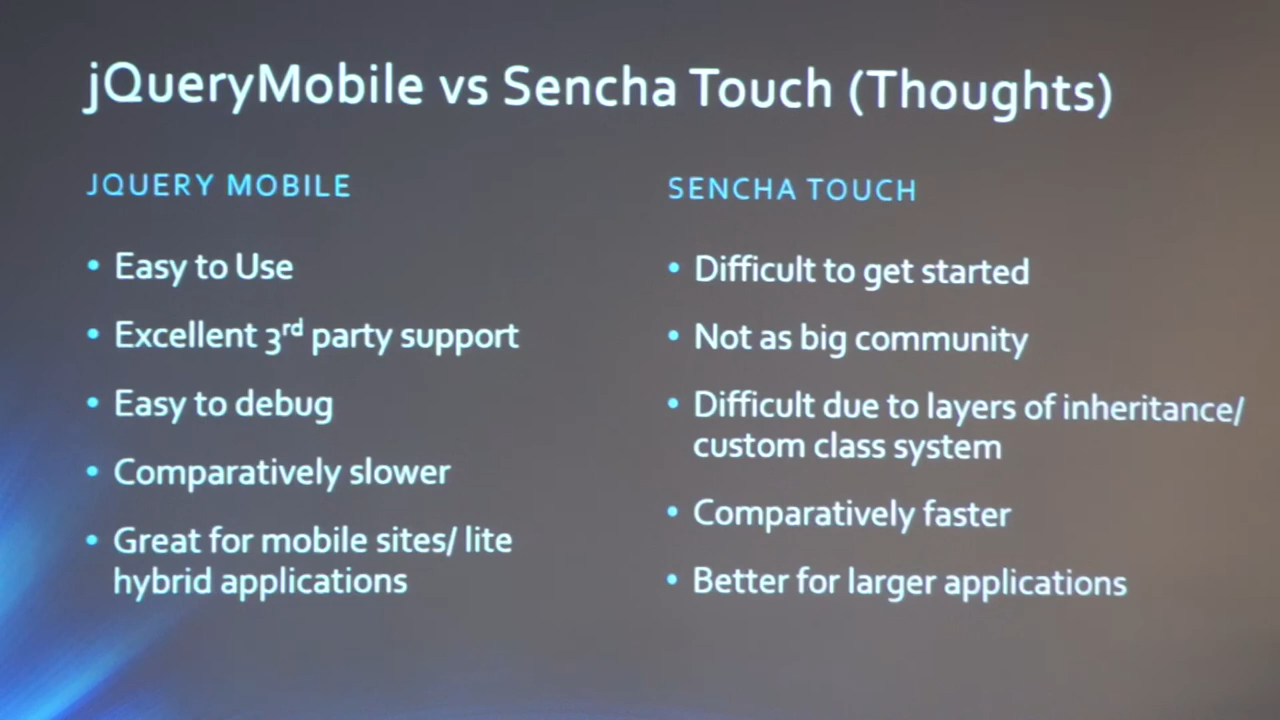 jQueryMobile vs Sencha Touch (Thoughts)
JQUERY MOBILE
• Easy to Use
• Excellent 3rd party support
• Easy to debug
• Comparatively slower
• Great for mobile sites/ lite
hybrid applications
SENCHA TOUCH
• Difficult to get started
• Not as big community
• Difficult due to layers of inheritance/
custom class system
• Comparatively faster
• Better for larger applications